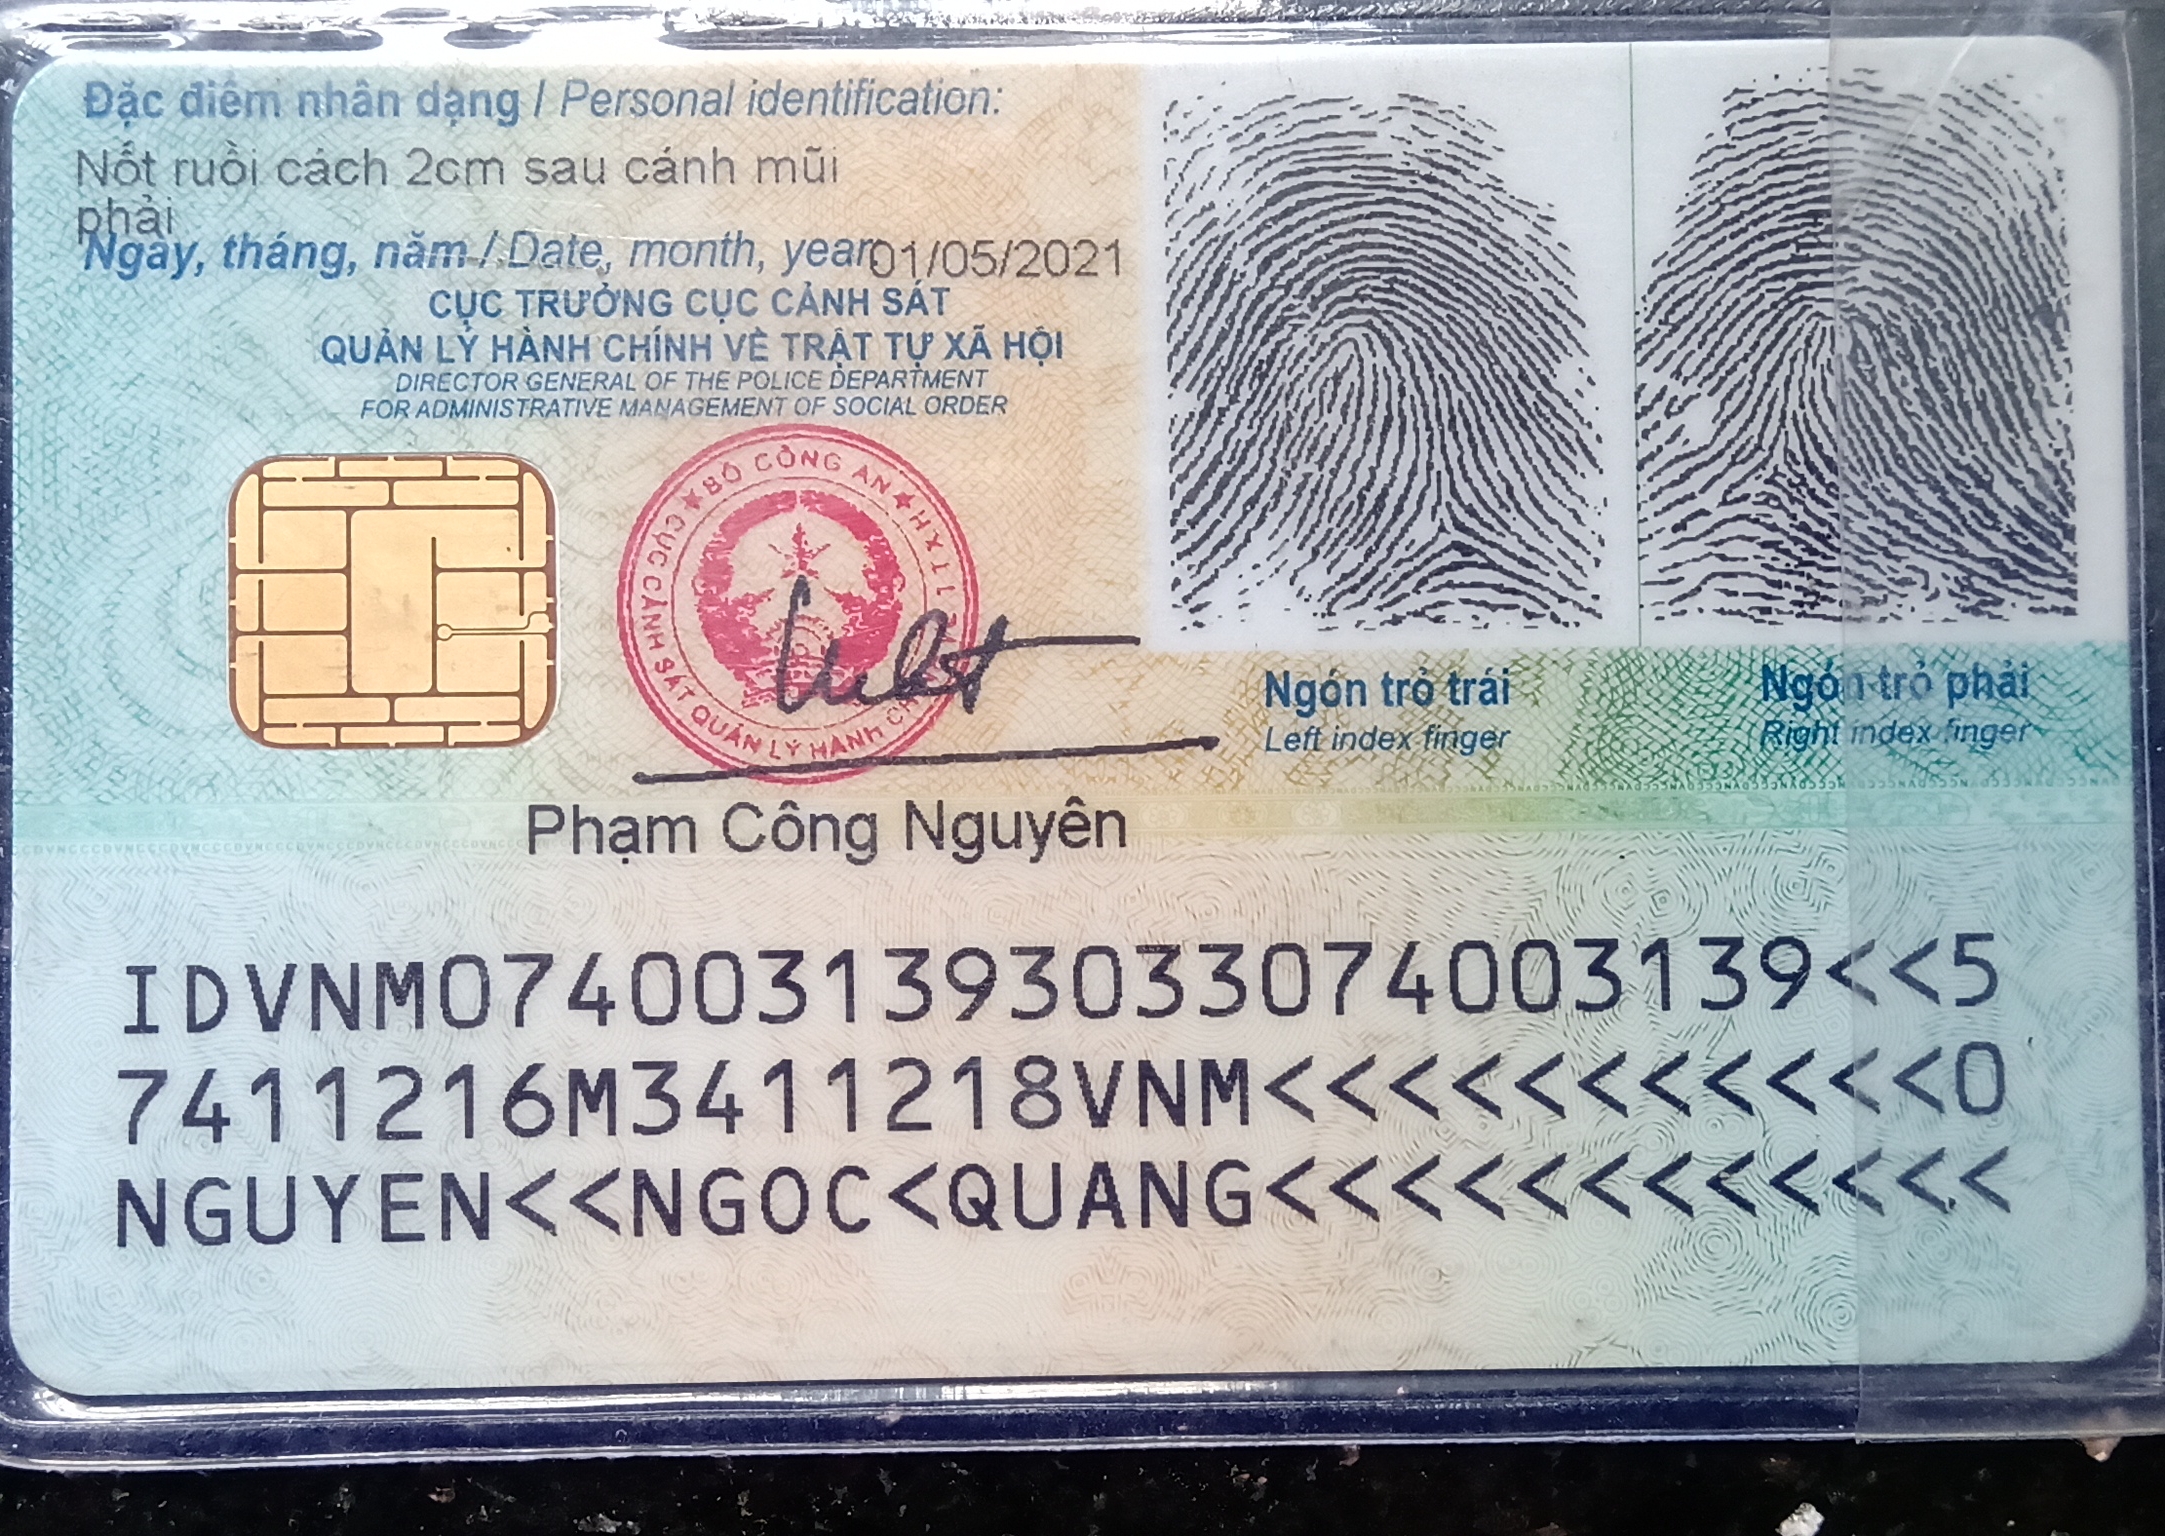 Đặc điểm nhân dạng / Personal identification:
Nốt ruồi cách 2cm sau cánh mũi
phải
Ngày, tháng, năm / Date, month, year: 01/05/2021
CỤC TRƯỞNG CỤC CẢNH SÁT
QUẢN LÝ HÀNH CHÍNH VỀ TRẬT TỰ XÃ HỘI
DIRECTOR GENERAL OF THE POLICE DEPARTMENT
FOR ADMINISTRATIVE MANAGEMENT OF SOCIAL ORDER
BỘ CÔNG AN
CỤC CẢNH SÁT QUẢN LÝ HÀNH
Phạm Công Nguyên
Ngón trỏ trái
Left index finger
Ngón trỏ phải
Right index finger
IDVNM0740031393033074003139<<5
7411216M3411218VNM<<<<<<<<<<<0
NGUYEN<<NGOC<QUANG<<<<<<<<<<<<